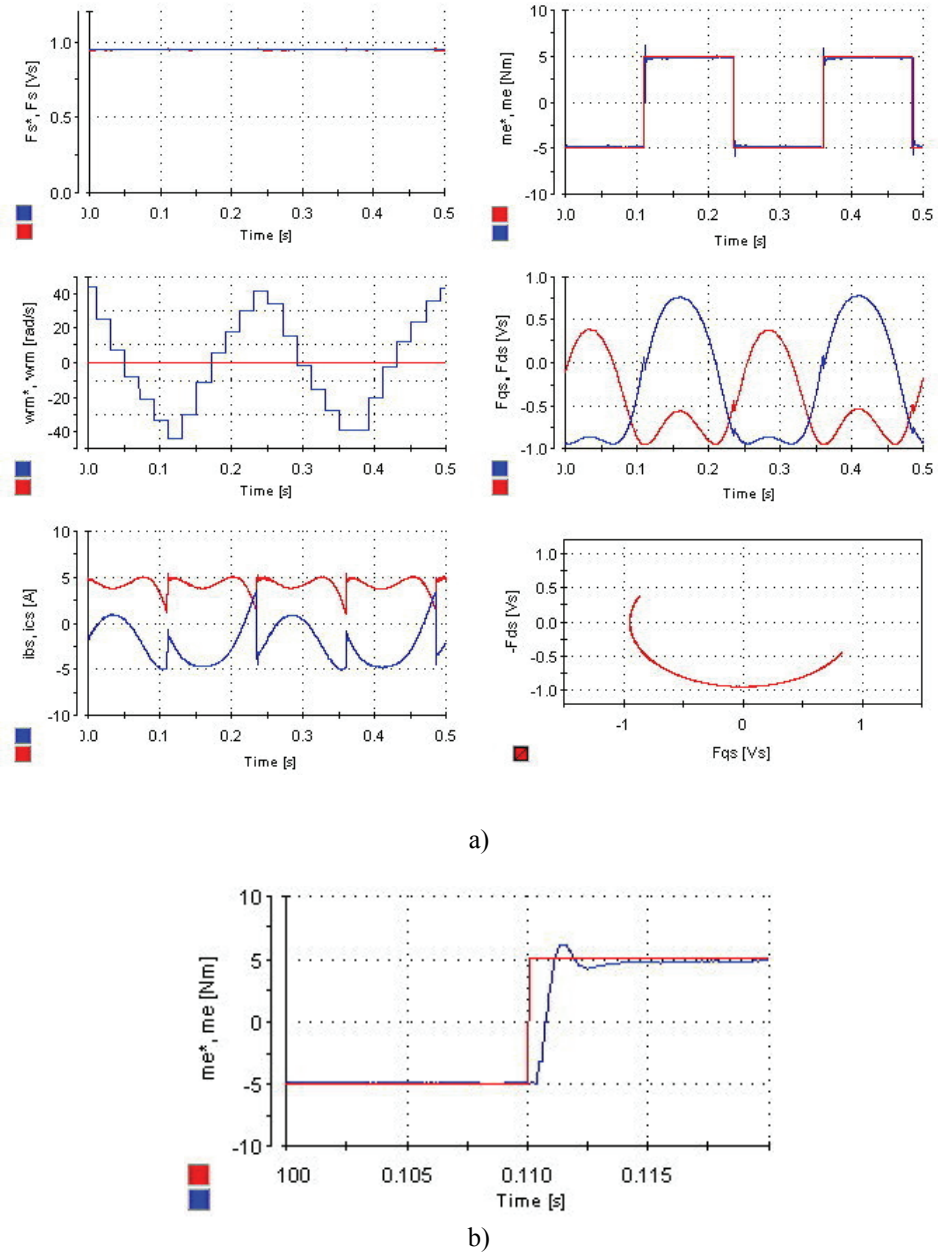 Fs*, Fs [Vs]
1.0
0.5
0.0
0.0 0.1 0.2 0.3 0.4 0.5
Time [s]
me*, me [Nm]
10
5
0
-5
-10
0.0 0.1 0.2 0.3 0.4 0.5
Time [s]
wrm*, wrm [rad/s]
40
20
0
-20
-40
0.0 0.1 0.2 0.3 0.4 0.5
Time [s]
Fqs, Fds [Vs]
1.0
0.5
0.0
-0.5
-1.0
0.0 0.1 0.2 0.3 0.4 0.5
Time [s]
ibs, ics [A]
10
5
0
-5
-10
0.0 0.1 0.2 0.3 0.4 0.5
Time [s]
-Fds [Vs]
1.0
0.5
0.0
-0.5
-1.0
-1 0 1
Fqs [Vs]
a)
me*, me [Nm]
10
5
0
-5
-10
100 0.105 0.110 0.115
Time [s]
b)